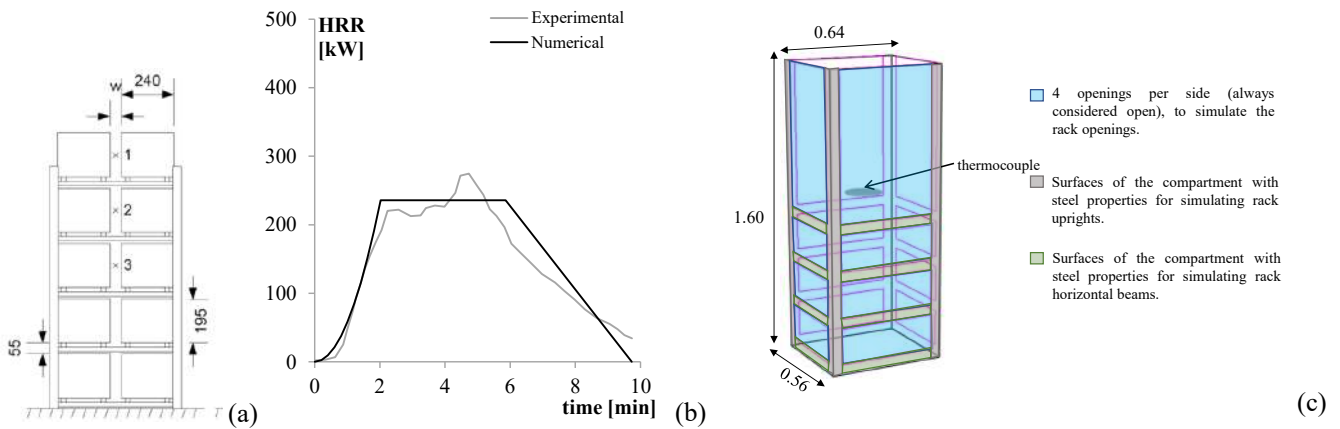 w
240
1
2
3
195
55
(a)
HRR
[kW]
500
400
300
200
100
0
0
2
4
6
8
10
time [min]
Experimental
Numerical
(b)
0.64
1.60
0.56
thermocouple
4 openings per side (always
considered open), to simulate the
rack openings.
Surfaces of the compartment with
steel properties for simulating rack
uprights.
Surfaces of the compartment with
steel properties for simulating rack
horizontal beams.
(c)